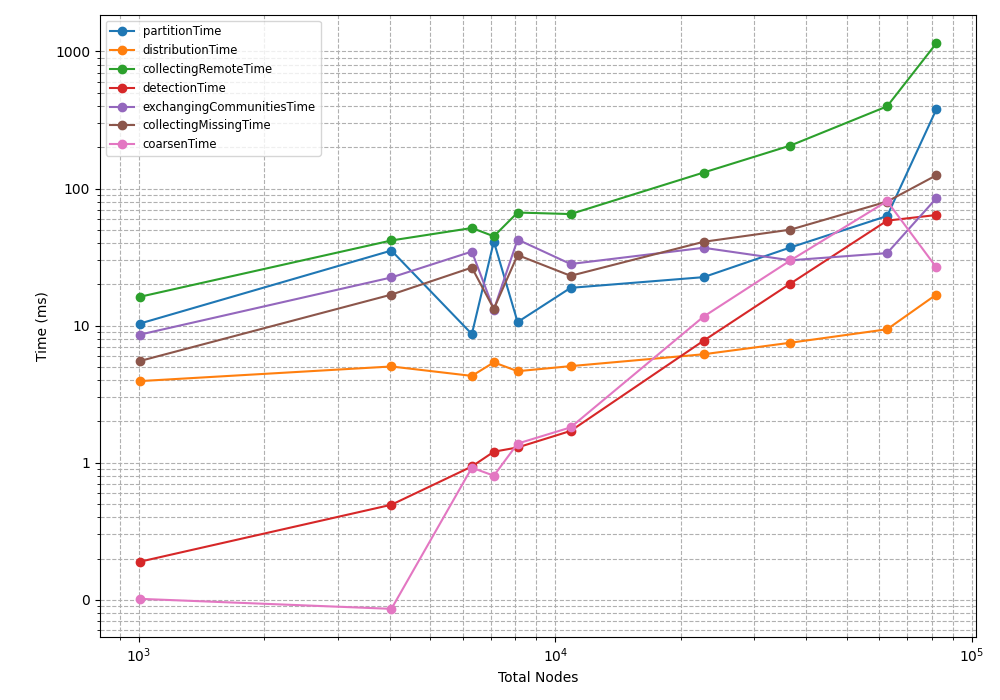 partitionTime
distributionTime
collectingRemoteTime
detectionTime
exchangingCommunitiesTime
collectingMissingTime
coarsenTime
1000
100
10
1
0
Time (ms)
10³
10⁴
10⁵
Total Nodes